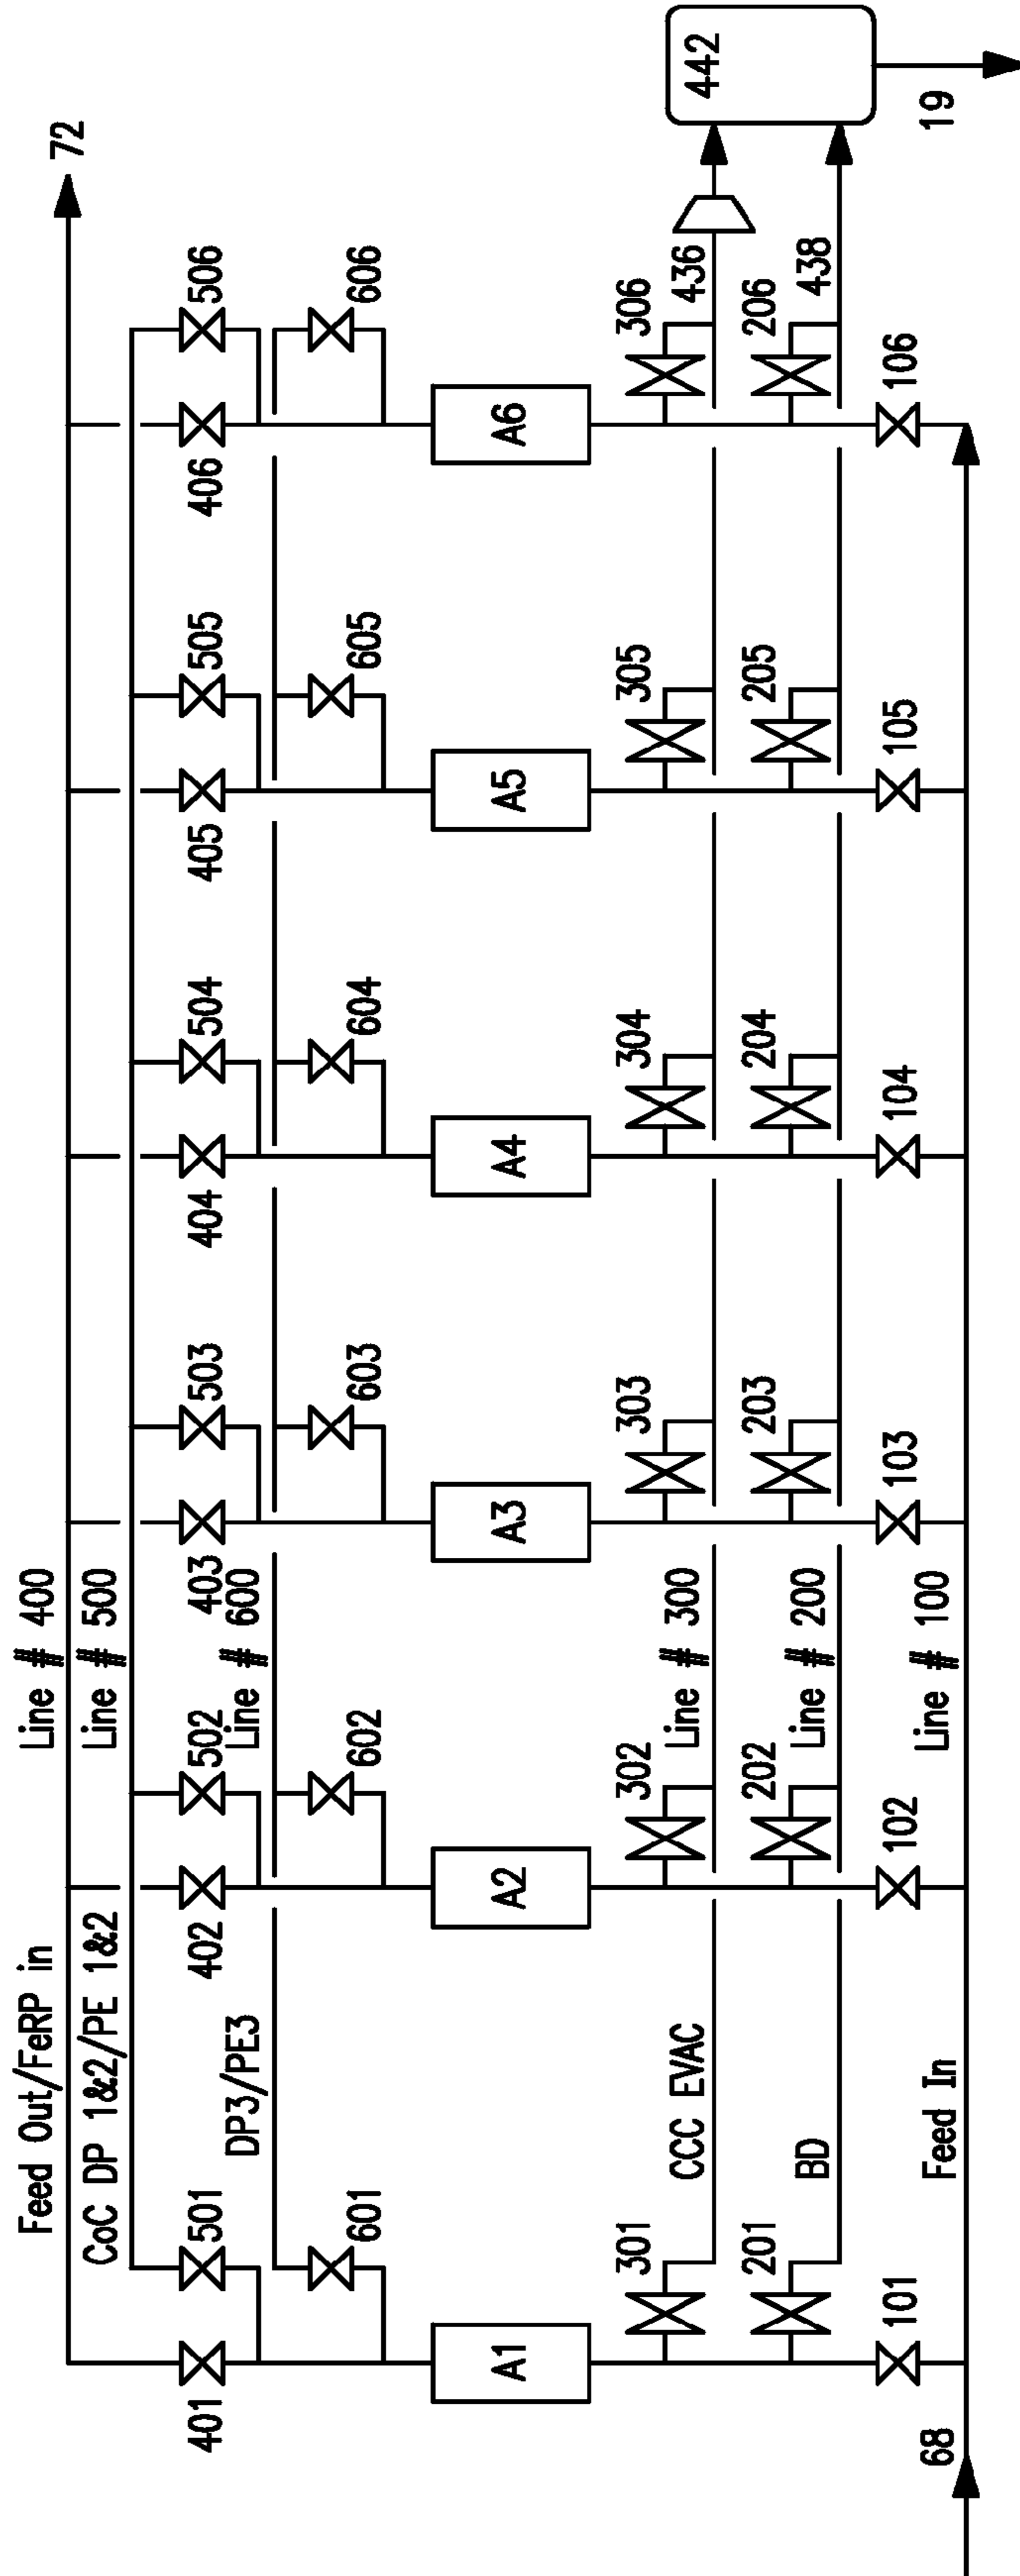 Feed Out/FeRP in
Line # 400
72
CoC DP 1&2/PE 1&2
Line # 500
401
501
402
502
403
503
404
504
405
505
406
506
DP3/PE3
Line # 600
601
602
603
604
605
606
A1
A2
A3
A4
A5
A6
301
302
303
304
305
306
CCC EVAC
Line # 300
436
442
201
202
203
204
205
206
BD
Line # 200
438
101
102
103
104
105
106
68
Feed In
Line # 100
19